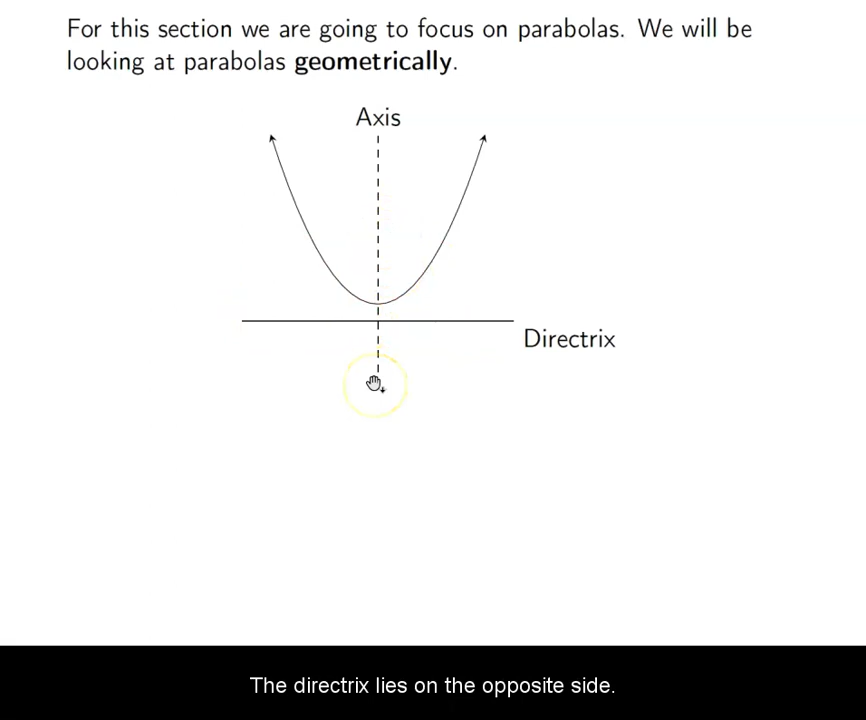 For this section we are going to focus on parabolas. We will be
looking at parabolas geometrically.
Axis
Directrix
The directrix lies on the opposite side.